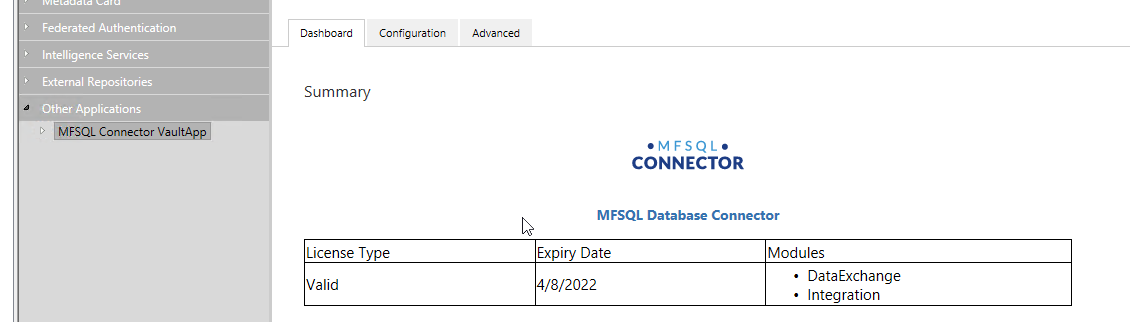 Metadata Card
Federated Authentication
Intelligence Services
External Repositories
Other Applications
MFSQL Connector VaultApp
Dashboard
Configuration
Advanced
Summary
MFSQL
CONNECTOR
MFSQL Database Connector
License Type
Expiry Date
Modules
Valid
4/8/2022
• DataExchange
• Integration